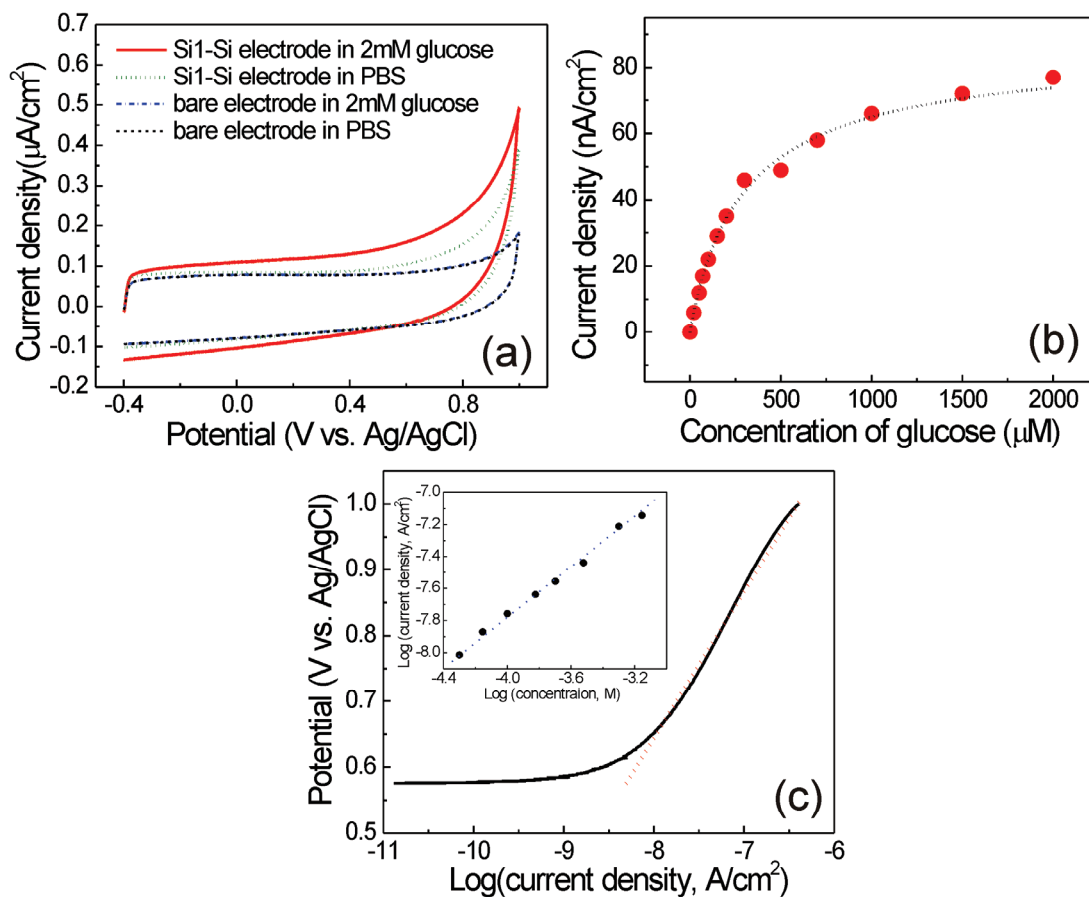 0.7
0.6
0.5
0.4
0.3
0.2
0.1
0.0
-0.1
-0.2
Current density(μA/cm²)
Si1-Si electrode in 2mM glucose
Si1-Si electrode in PBS
bare electrode in 2mM glucose
bare electrode in PBS
(a)
-0.4 0.0 0.4 0.8
Potential (V vs. Ag/AgCl)
80
60
40
20
0
Current density (nA/cm²)
(b)
0 500 1000 1500 2000
Concentration of glucose (μM)
1.0
0.9
0.8
0.7
0.6
0.5
Potential (V vs. Ag/AgCl)
-7.0
-7.2
-7.4
-7.6
-7.8
-8.0
Log (current density, A/cm²)
-4.4 -4.0 -3.6 -3.2
Log (concentraion, M)
(c)
-11 -10 -9 -8 -7 -6
Log(current density, A/cm²)